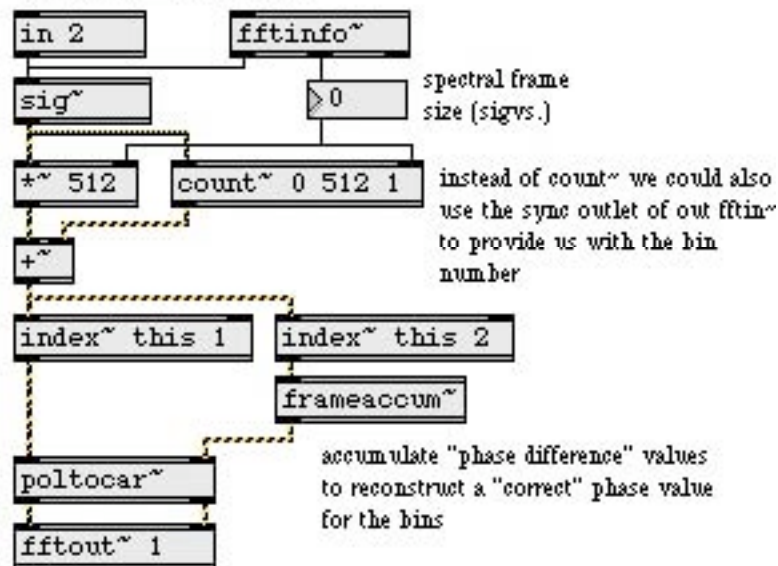 in 2
fftinfo~
sig~
0
spectral frame
size (sigvs.)
*~ 512
count~ 0 512 1
instead of count~ we could also
use the sync outlet of out fftin~
to provide us with the bin
number
+~
index~ this 1
index~ this 2
frameaccum~
accumulate "phase difference" values
to reconstruct a "correct" phase value
for the bins
poltocar~
fftout~ 1